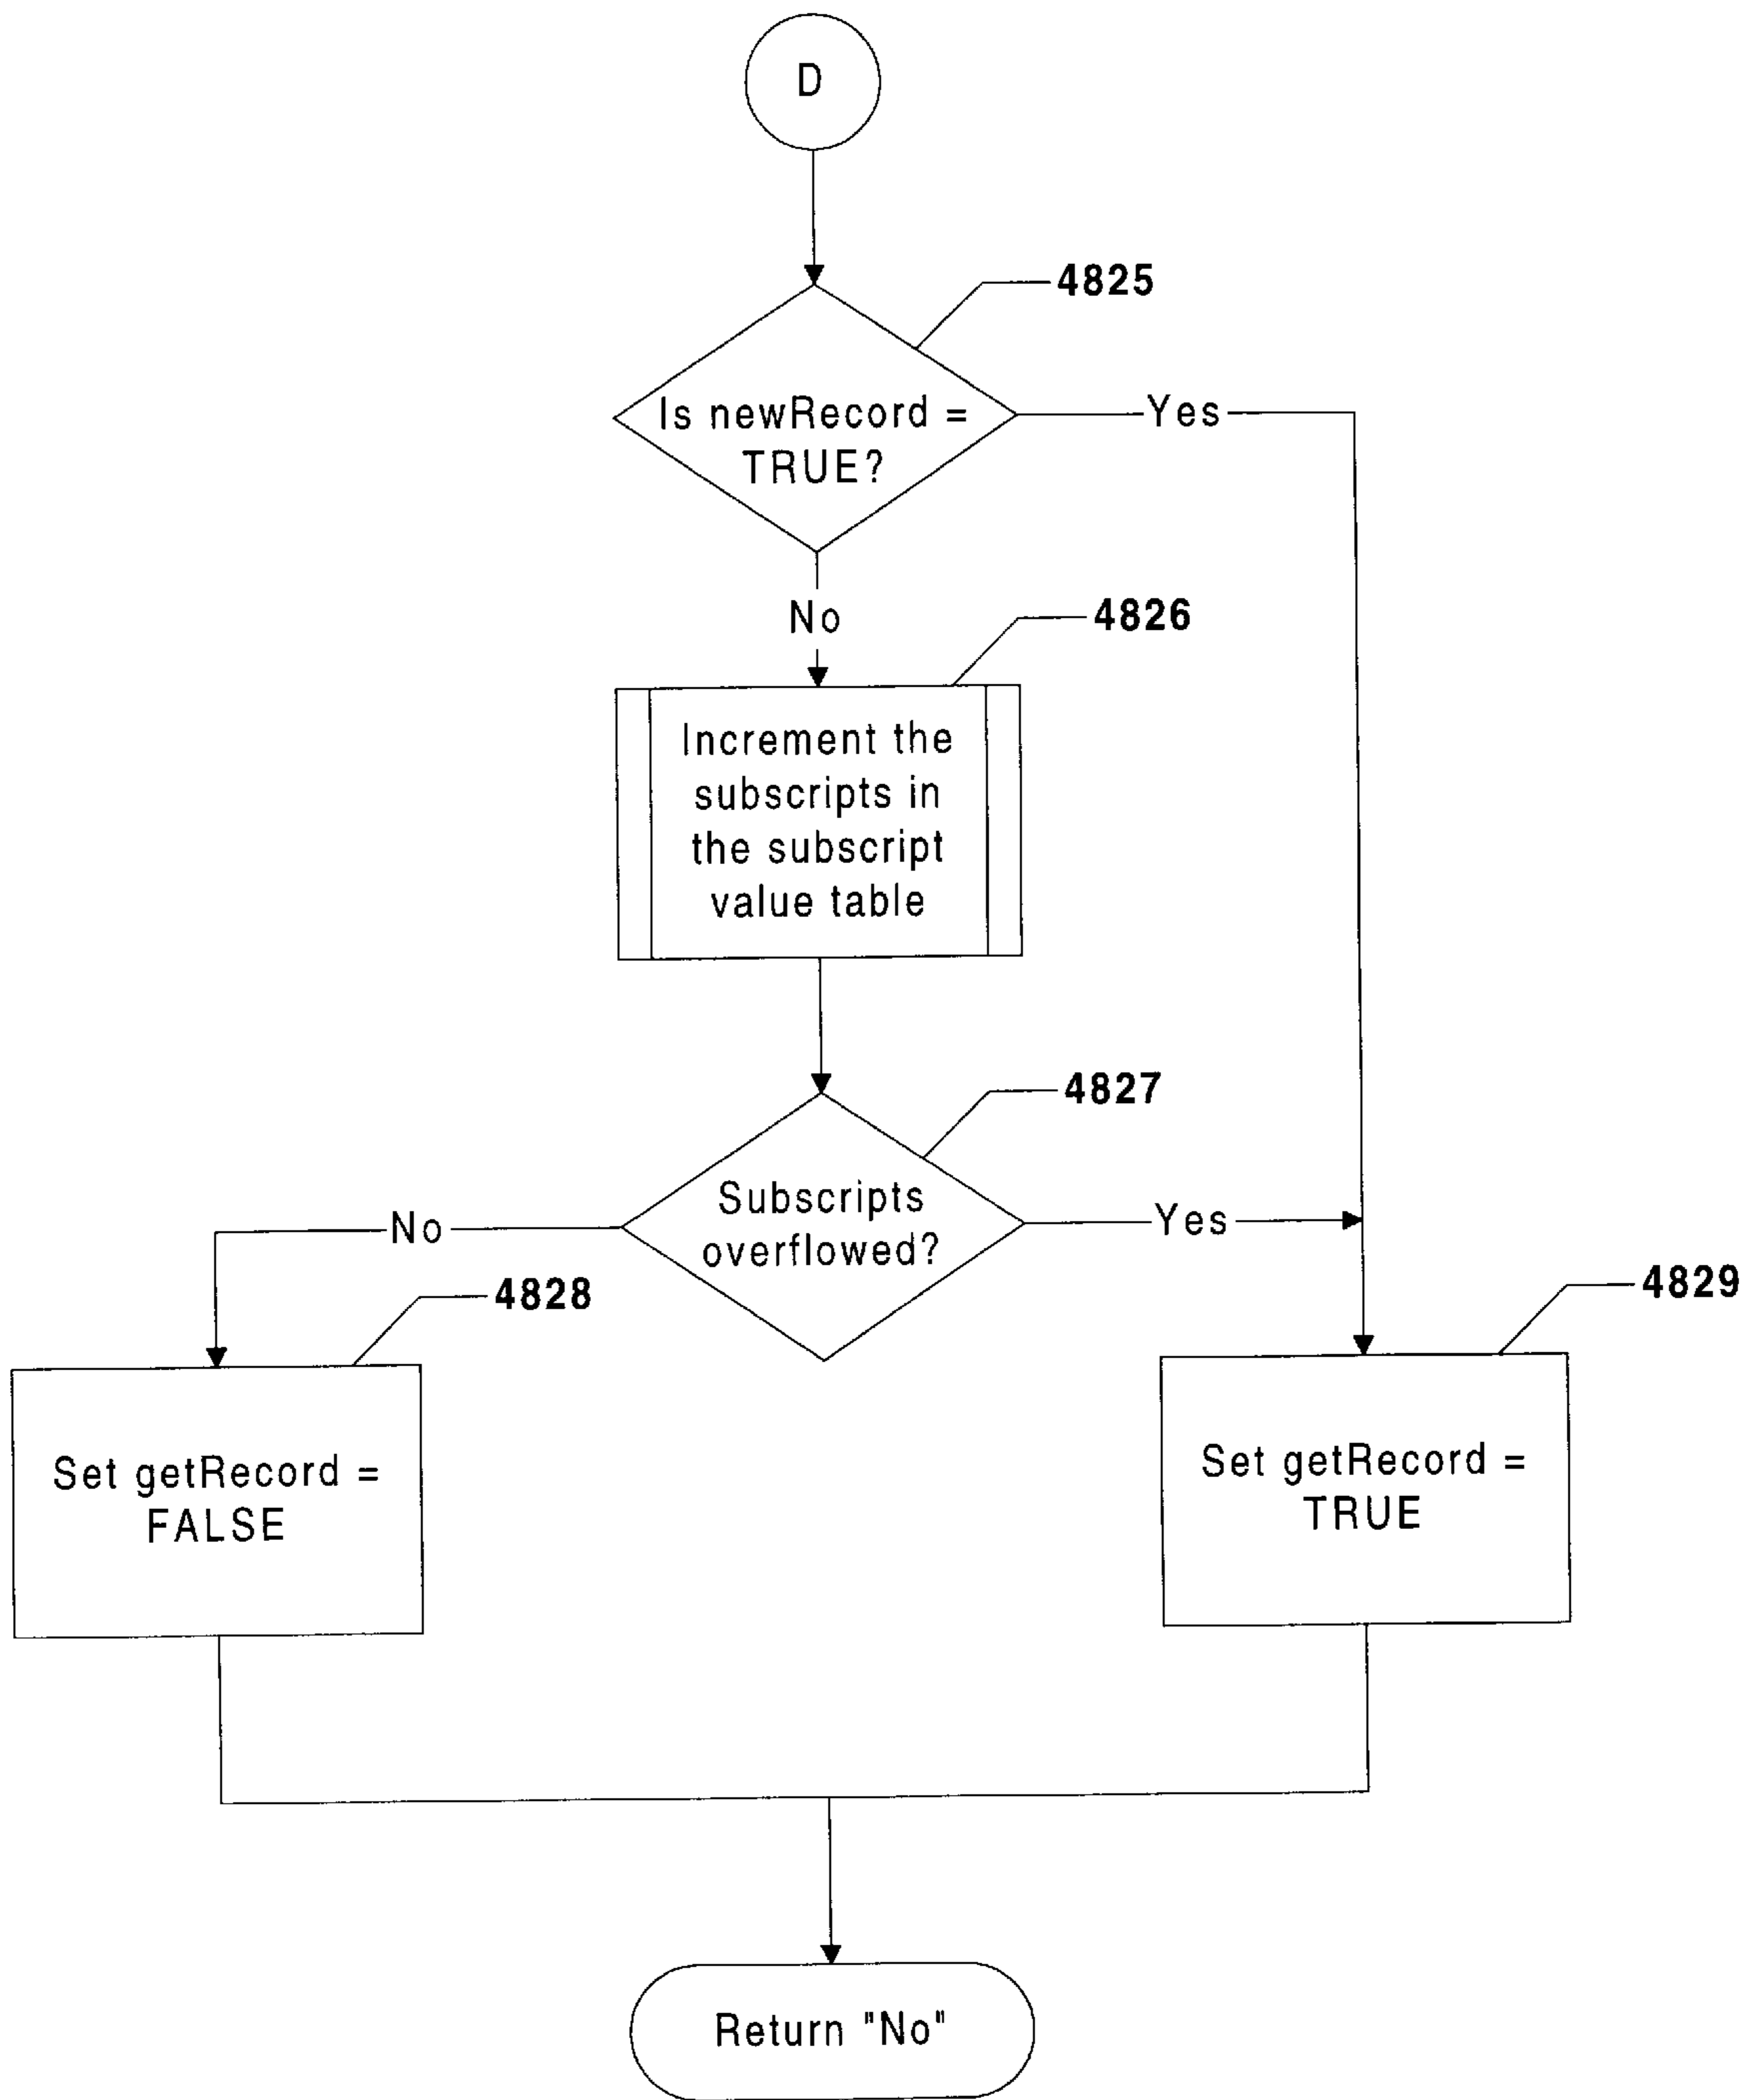 D
4825
Is newRecord =
TRUE?
Yes
No
4826
Increment the
subscripts in
the subscript
value table
4827
Subscripts
overflowed?
No
Yes
4828
4829
Set getRecord =
FALSE
Set getRecord =
TRUE
Return "No"